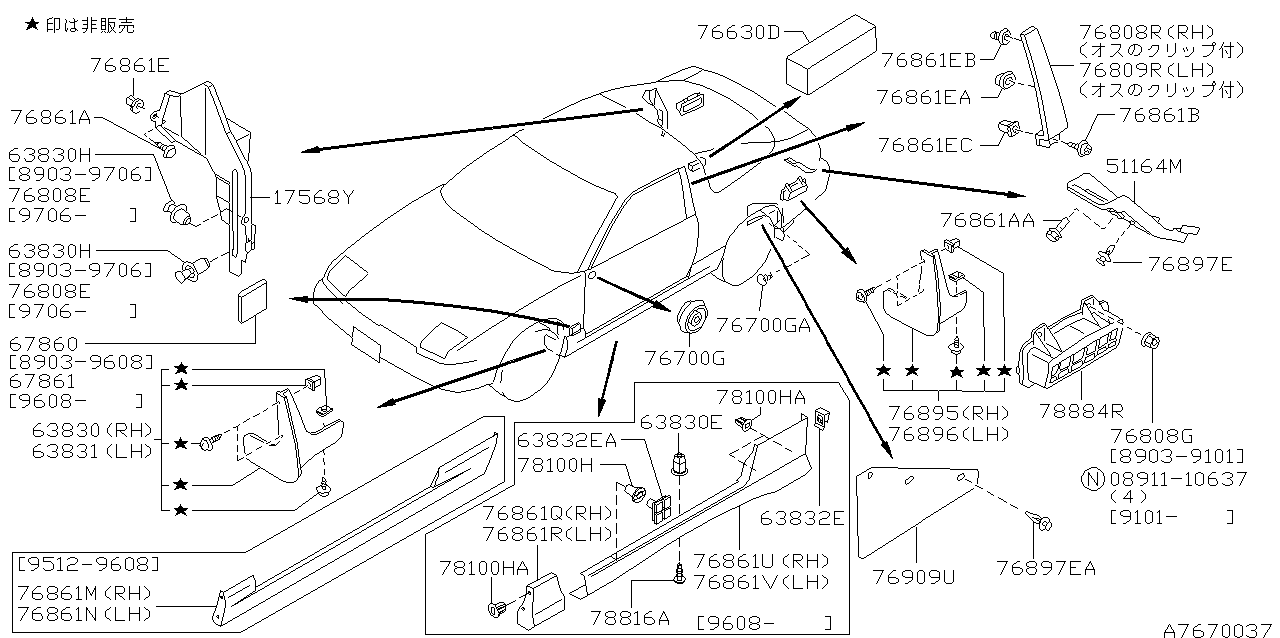 ★印は非販売
76861E
76861A
63830H
[8903-9706]
76808E
[9706-    ]
17568Y
63830H
[8903-9706]
76808E
[9706-    ]
67860
[8903-9608]
67861
[9608-    ]
★
★
63830(RH)
63831(LH)
★
★
★
[9512-9608]
76861M(RH)
76861N(LH)
76630D
76861EB
76861EA
76861EC
76808R(RH)
(オスのクリップ付)
76809R(LH)
(オスのクリップ付)
76861B
51164M
76861AA
76897E
76700GA
76700G
★ ★ ★ ★ ★
76895(RH)
76896(LH)
78884R
76808G
[8903-9101]
Ⓝ08911-10637
(4)
[9101-    ]
78100HA
63830E
63832EA
78100H
76861Q(RH)
76861R(LH)
78100HA
63832E
76861U(RH)
76861V(LH)
78816A
[9608-    ]
76909U
76897EA
A7670037